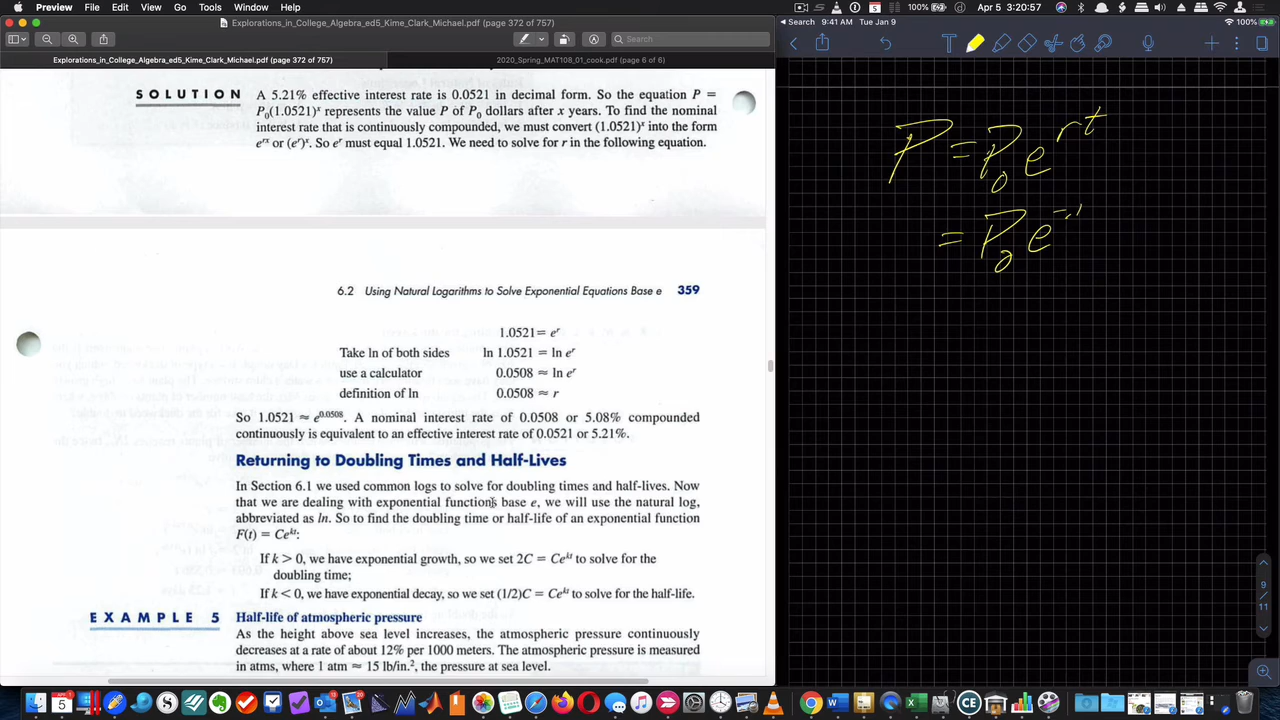 Preview File Edit View Go Tools Window Help 100% Apr 5 3:20:57
Explorations_in_College_Algebra_ed5_Kime_Clark_Michael.pdf (page 372 of 757)
Search
Explorations_in_College_Algebra_ed5_Kime_Clark_Michael.pdf (page 372 of 757)
2020_Spring_MAT108_01_cook.pdf (page 6 of 6)
SOLUTION
A 5.21% effective interest rate is 0.0521 in decimal form. So the equation P =
P₀(1.0521)ˣ represents the value P of P₀ dollars after x years. To find the nominal
interest rate that is continuously compounded, we must convert (1.0521)ˣ into the form
eʳˣ or (eʳ)ˣ. So eʳ must equal 1.0521. We need to solve for r in the following equation.
6.2 Using Natural Logarithms to Solve Exponential Equations Base e 359
1.0521 = eʳ
Take ln of both sides ln 1.0521 = ln eʳ
use a calculator 0.0508 ≈ ln eʳ
definition of ln 0.0508 ≈ r
So 1.0521 ≈ e⁰·⁰⁵⁰⁸. A nominal interest rate of 0.0508 or 5.08% compounded
continuously is equivalent to an effective interest rate of 0.0521 or 5.21%.
Returning to Doubling Times and Half-Lives
In Section 6.1 we used common logs to solve for doubling times and half-lives. Now
that we are dealing with exponential functions base e, we will use the natural log,
abbreviated as ln. So to find the doubling time or half-life of an exponential function
F(t) = Ceᵏᵗ:
If k > 0, we have exponential growth, so we set 2C = Ceᵏᵗ to solve for the
doubling time;
If k < 0, we have exponential decay, so we set (1/2)C = Ceᵏᵗ to solve for the half-life.
EXAMPLE 5 Half-life of atmospheric pressure
As the height above sea level increases, the atmospheric pressure continuously
decreases at a rate of about 12% per 1000 meters. The atmospheric pressure is measured
in atms, where 1 atm ≈ 15 lb/in.², the pressure at sea level.
Search 9:41 AM Tue Jan 9 100%
P = P₀ eʳᵗ
= P₀ e⁻
9
11